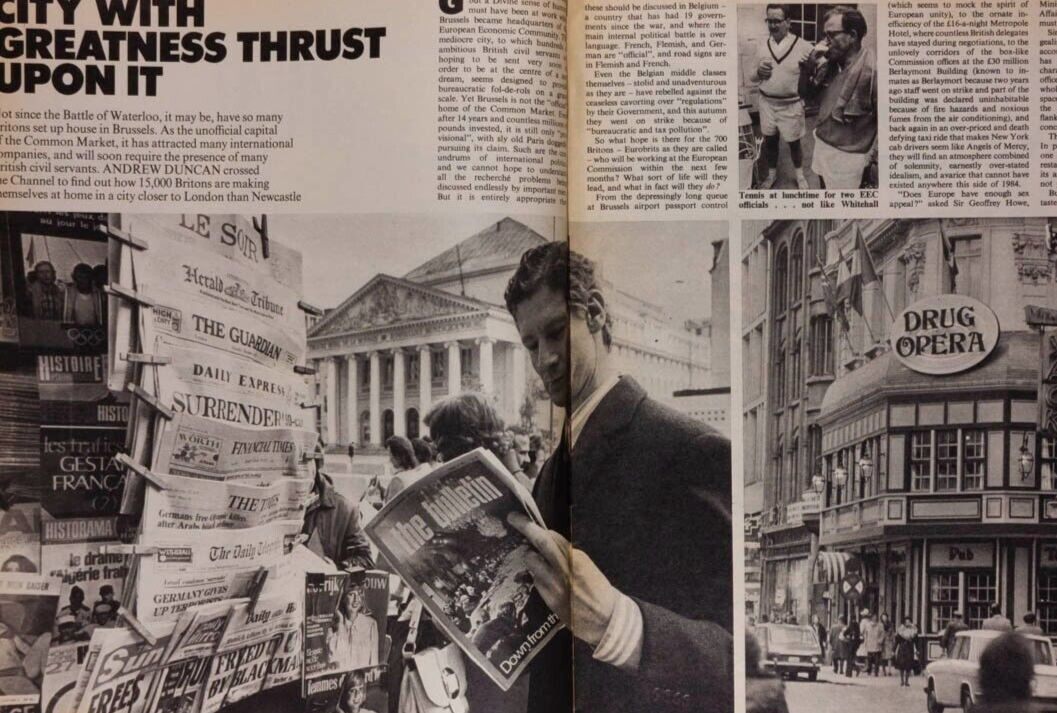 CITY WITH
GREATNESS THRUST
UPON IT
Not since the Battle of Waterloo, it may be, have so many
Britons set up house in Brussels. As the unofficial capital
of the Common Market, it has attracted many international
companies, and will soon require the presence of many
British civil servants. ANDREW DUNCAN crossed
the Channel to find out how 15,000 Britons are making
themselves at home in a city closer to London than Newcastle
must have been at work
Brussels became headquarters of
European Economic Community.
mediocre city, to which hundreds
ambitious British civil servants
hoping to be sent very soon
order to be at the centre of a
dream, seems designed to
bureaucratic fol-de-rols on a
scale. Yet Brussels is not the
home of the Common Market. Even
after 14 years and countless millions
pounds invested, it is still only
visional", with sly old Paris
pursuing its claim. Such are the
undrums of international
and we cannot hope to understand
all the recherche problems
discussed endlessly by important
But it is entirely appropriate
these should be discussed in Belgium –
a country that has had 19 govern-
ments since the war, and where the
main internal political battle is over
language. French, Flemish, and Ger-
man are "official", and road signs are
in Flemish and French.
Even the Belgian middle classes
themselves – stolid and unadventurous
as they are – have rebelled against the
ceaseless cavorting over "regulations"
by their Government, and this autumn
they went on strike because of
"bureaucratic and tax pollution".
So what hope is there for the 700
Britons – Eurobrits as they are called
– who will be working at the European
Commission within the next few
months? What sort of life will they
lead, and what in fact will they do?
From the depressingly long queue
at Brussels airport passport control
Tennis at lunchtime for two EEC
officials . . . not like Whitehall
(which seems to mock the spirit of
European unity), to the ornate in-
efficiency of the £16-a-night Metropole
Hotel, where countless British delegates
have stayed during negotiations, to the
unlovely corridors of the box-like
Commission offices at the £30 million
Berlaymont Building (known to in-
mates as Berlaymont because two years
ago staff went on strike and part of the
building was declared uninhabitable
because of fire hazards and noxious
fumes from the air conditioning), and
back again in an over-priced and death
defying taxi ride that makes New York
cab drivers seem like Angels of Mercy,
they will find an atmosphere combined
of solemnity, earnestly over-stated
idealism, and avarice that cannot have
existed anywhere this side of 1984.
"Does Europe have enough sex
appeal?" asked Sir Geoffrey Howe,
LE SOIR
Herald Tribune
THE GUARDIAN
DAILY EXPRESS
SURRENDER
WORTH
FINANCIAL TIMES
THE
Germans free
after Arabs
The Daily
GERMANY GIVES
UP
Daily
Sun
FREES
FREED
BY BLACKMAIL
HISTOIRE
HISTO
les trafics
GESTA
FRANÇA
HISTORAMA
le drame
femmes
the bulletin
Down from
DRUG
OPERA
Pub